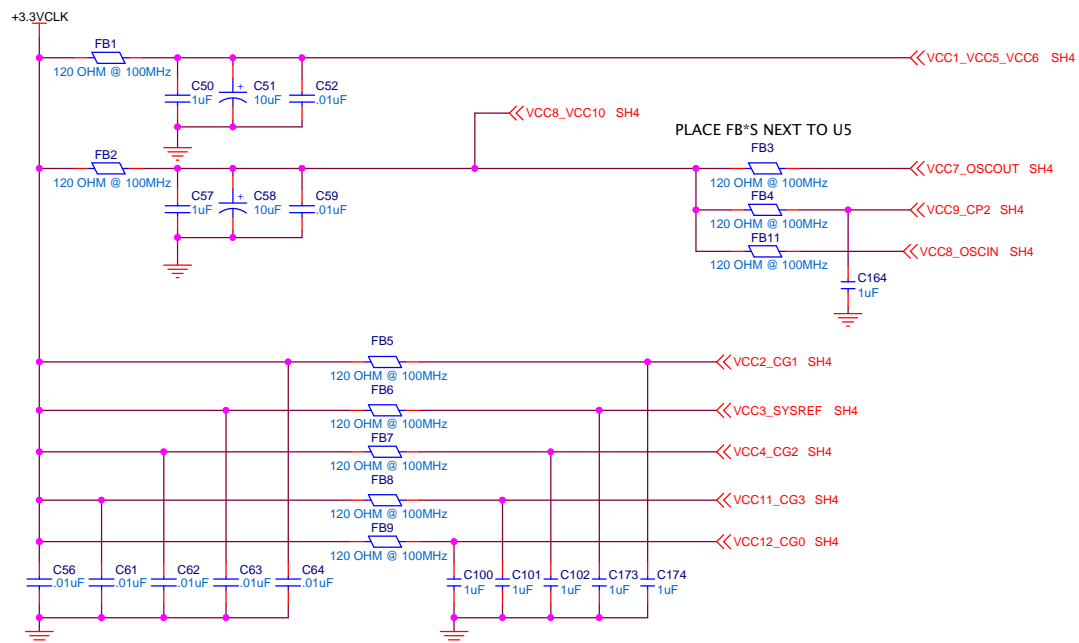 +3.3VCLK
FB1
120 OHM @ 100MHz
C50
1uF
C51
10uF
C52
.01uF
VCC1_VCC5_VCC6 SH4
VCC8_VCC10 SH4
PLACE FB*S NEXT TO U5
FB2
120 OHM @ 100MHz
C57
1uF
C58
10uF
C59
.01uF
FB3
120 OHM @ 100MHz
VCC7_OSCOUT SH4
FB4
120 OHM @ 100MHz
VCC9_CP2 SH4
FB11
120 OHM @ 100MHz
VCC8_OSCIN SH4
C164
1uF
FB5
120 OHM @ 100MHz
VCC2_CG1 SH4
FB6
120 OHM @ 100MHz
VCC3_SYSREF SH4
FB7
120 OHM @ 100MHz
VCC4_CG2 SH4
FB8
120 OHM @ 100MHz
VCC11_CG3 SH4
FB9
120 OHM @ 100MHz
VCC12_CG0 SH4
C56
.01uF
C61
.01uF
C62
.01uF
C63
.01uF
C64
.01uF
C100
1uF
C101
1uF
C102
1uF
C173
1uF
C174
1uF
+
+